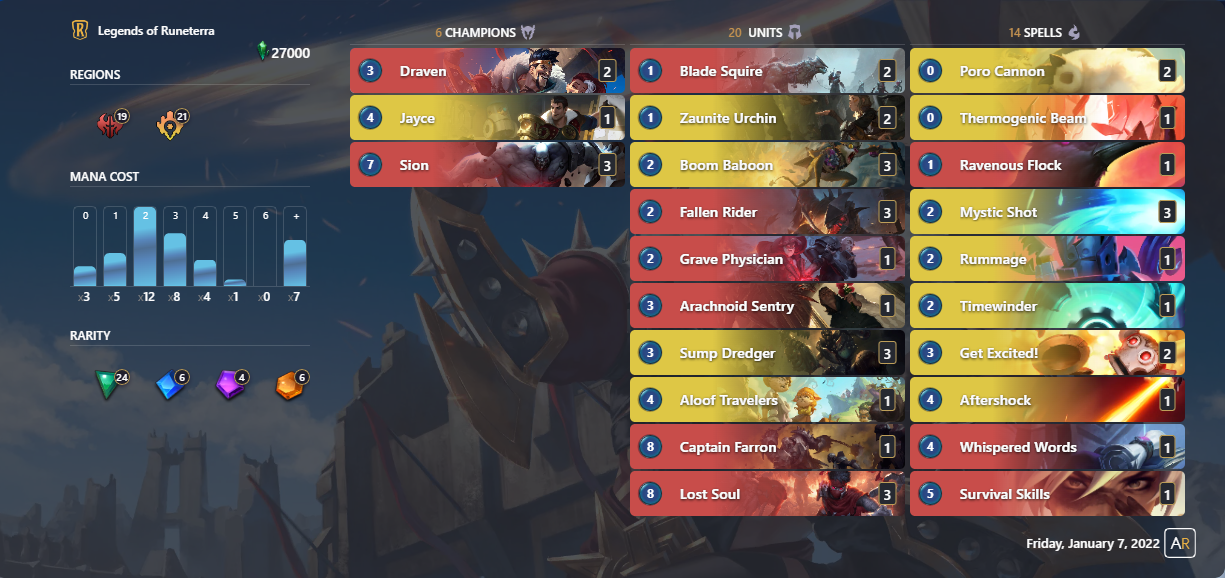 Legends of Runeterra
27000
REGIONS
19
21
MANA COST
0 1 2 3 4 5 6 +
x3 x5 x12 x8 x4 x1 x0 x7
RARITY
24 6 4 6
6 CHAMPIONS
3 Draven 2
4 Jayce 1
7 Sion 3
20 UNITS
1 Blade Squire 2
1 Zaunite Urchin 2
2 Boom Baboon 3
2 Fallen Rider 3
2 Grave Physician 1
3 Arachnoid Sentry 1
3 Sump Dredger 3
4 Aloof Travelers 1
8 Captain Farron 1
8 Lost Soul 3
14 SPELLS
0 Poro Cannon 2
0 Thermogenic Beam 1
1 Ravenous Flock 1
2 Mystic Shot 3
2 Rummage 1
2 Timewinder 1
3 Get Excited! 2
4 Aftershock 1
4 Whispered Words 1
5 Survival Skills 1
Friday, January 7, 2022 AR